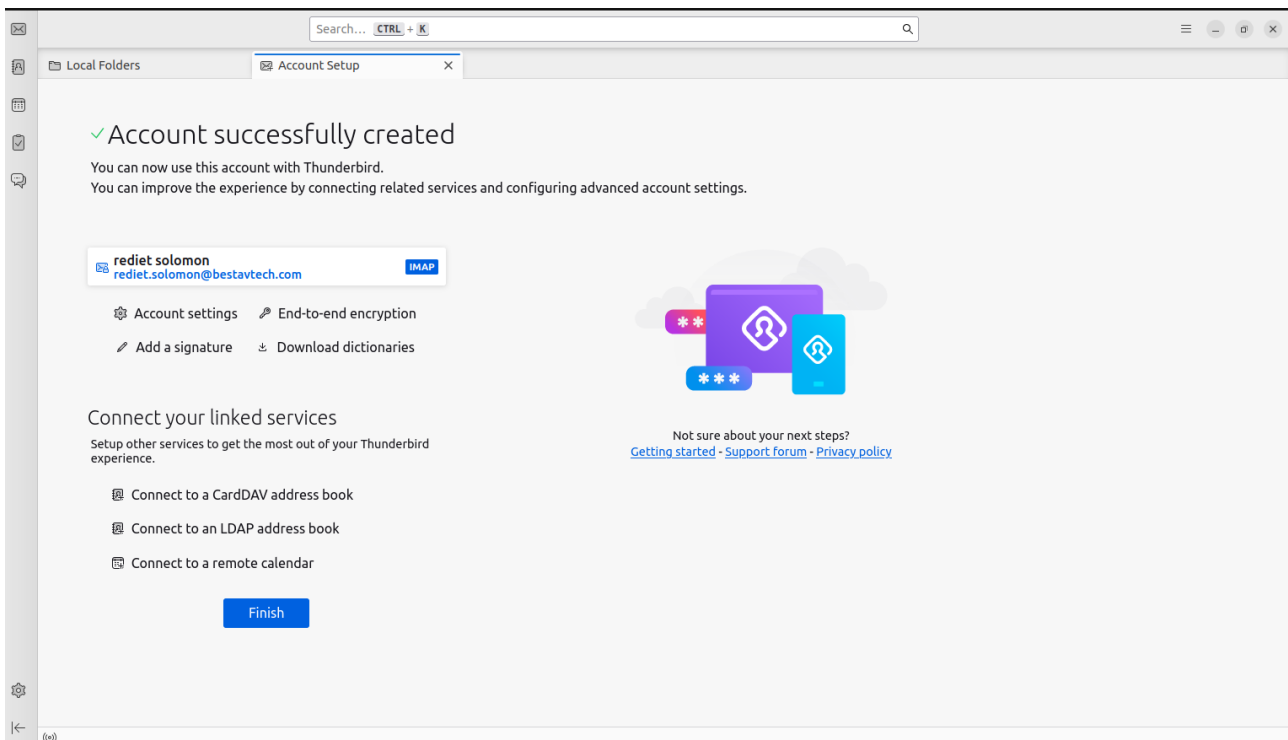 Search… CTRL + K
Local Folders
Account Setup
Account successfully created
You can now use this account with Thunderbird.
You can improve the experience by connecting related services and configuring advanced account settings.
rediet solomon
rediet.solomon@bestavtech.com
IMAP
Account settings
End-to-end encryption
Add a signature
Download dictionaries
Connect your linked services
Setup other services to get the most out of your Thunderbird
experience.
Connect to a CardDAV address book
Connect to an LDAP address book
Connect to a remote calendar
Finish
**
***
Not sure about your next steps?
Getting started - Support forum - Privacy policy